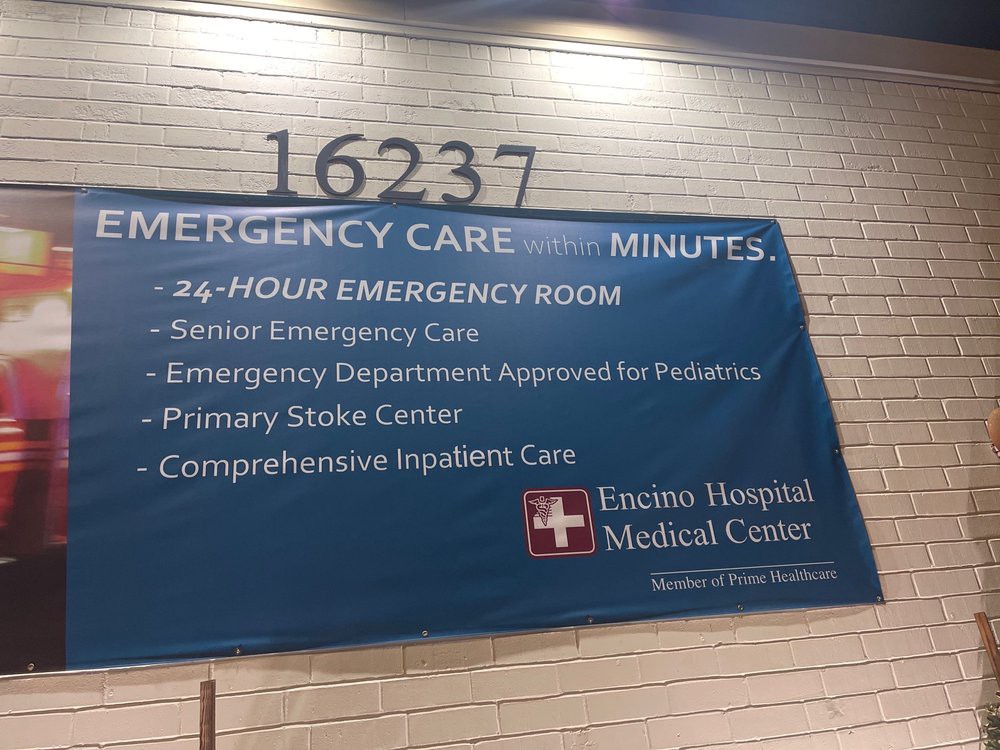 16237
EMERGENCY CARE within MINUTES.
- 24-HOUR EMERGENCY ROOM
- Senior Emergency Care
- Emergency Department Approved for Pediatrics
- Primary Stoke Center
- Comprehensive Inpatient Care
Encino Hospital
Medical Center
Member of Prime Healthcare